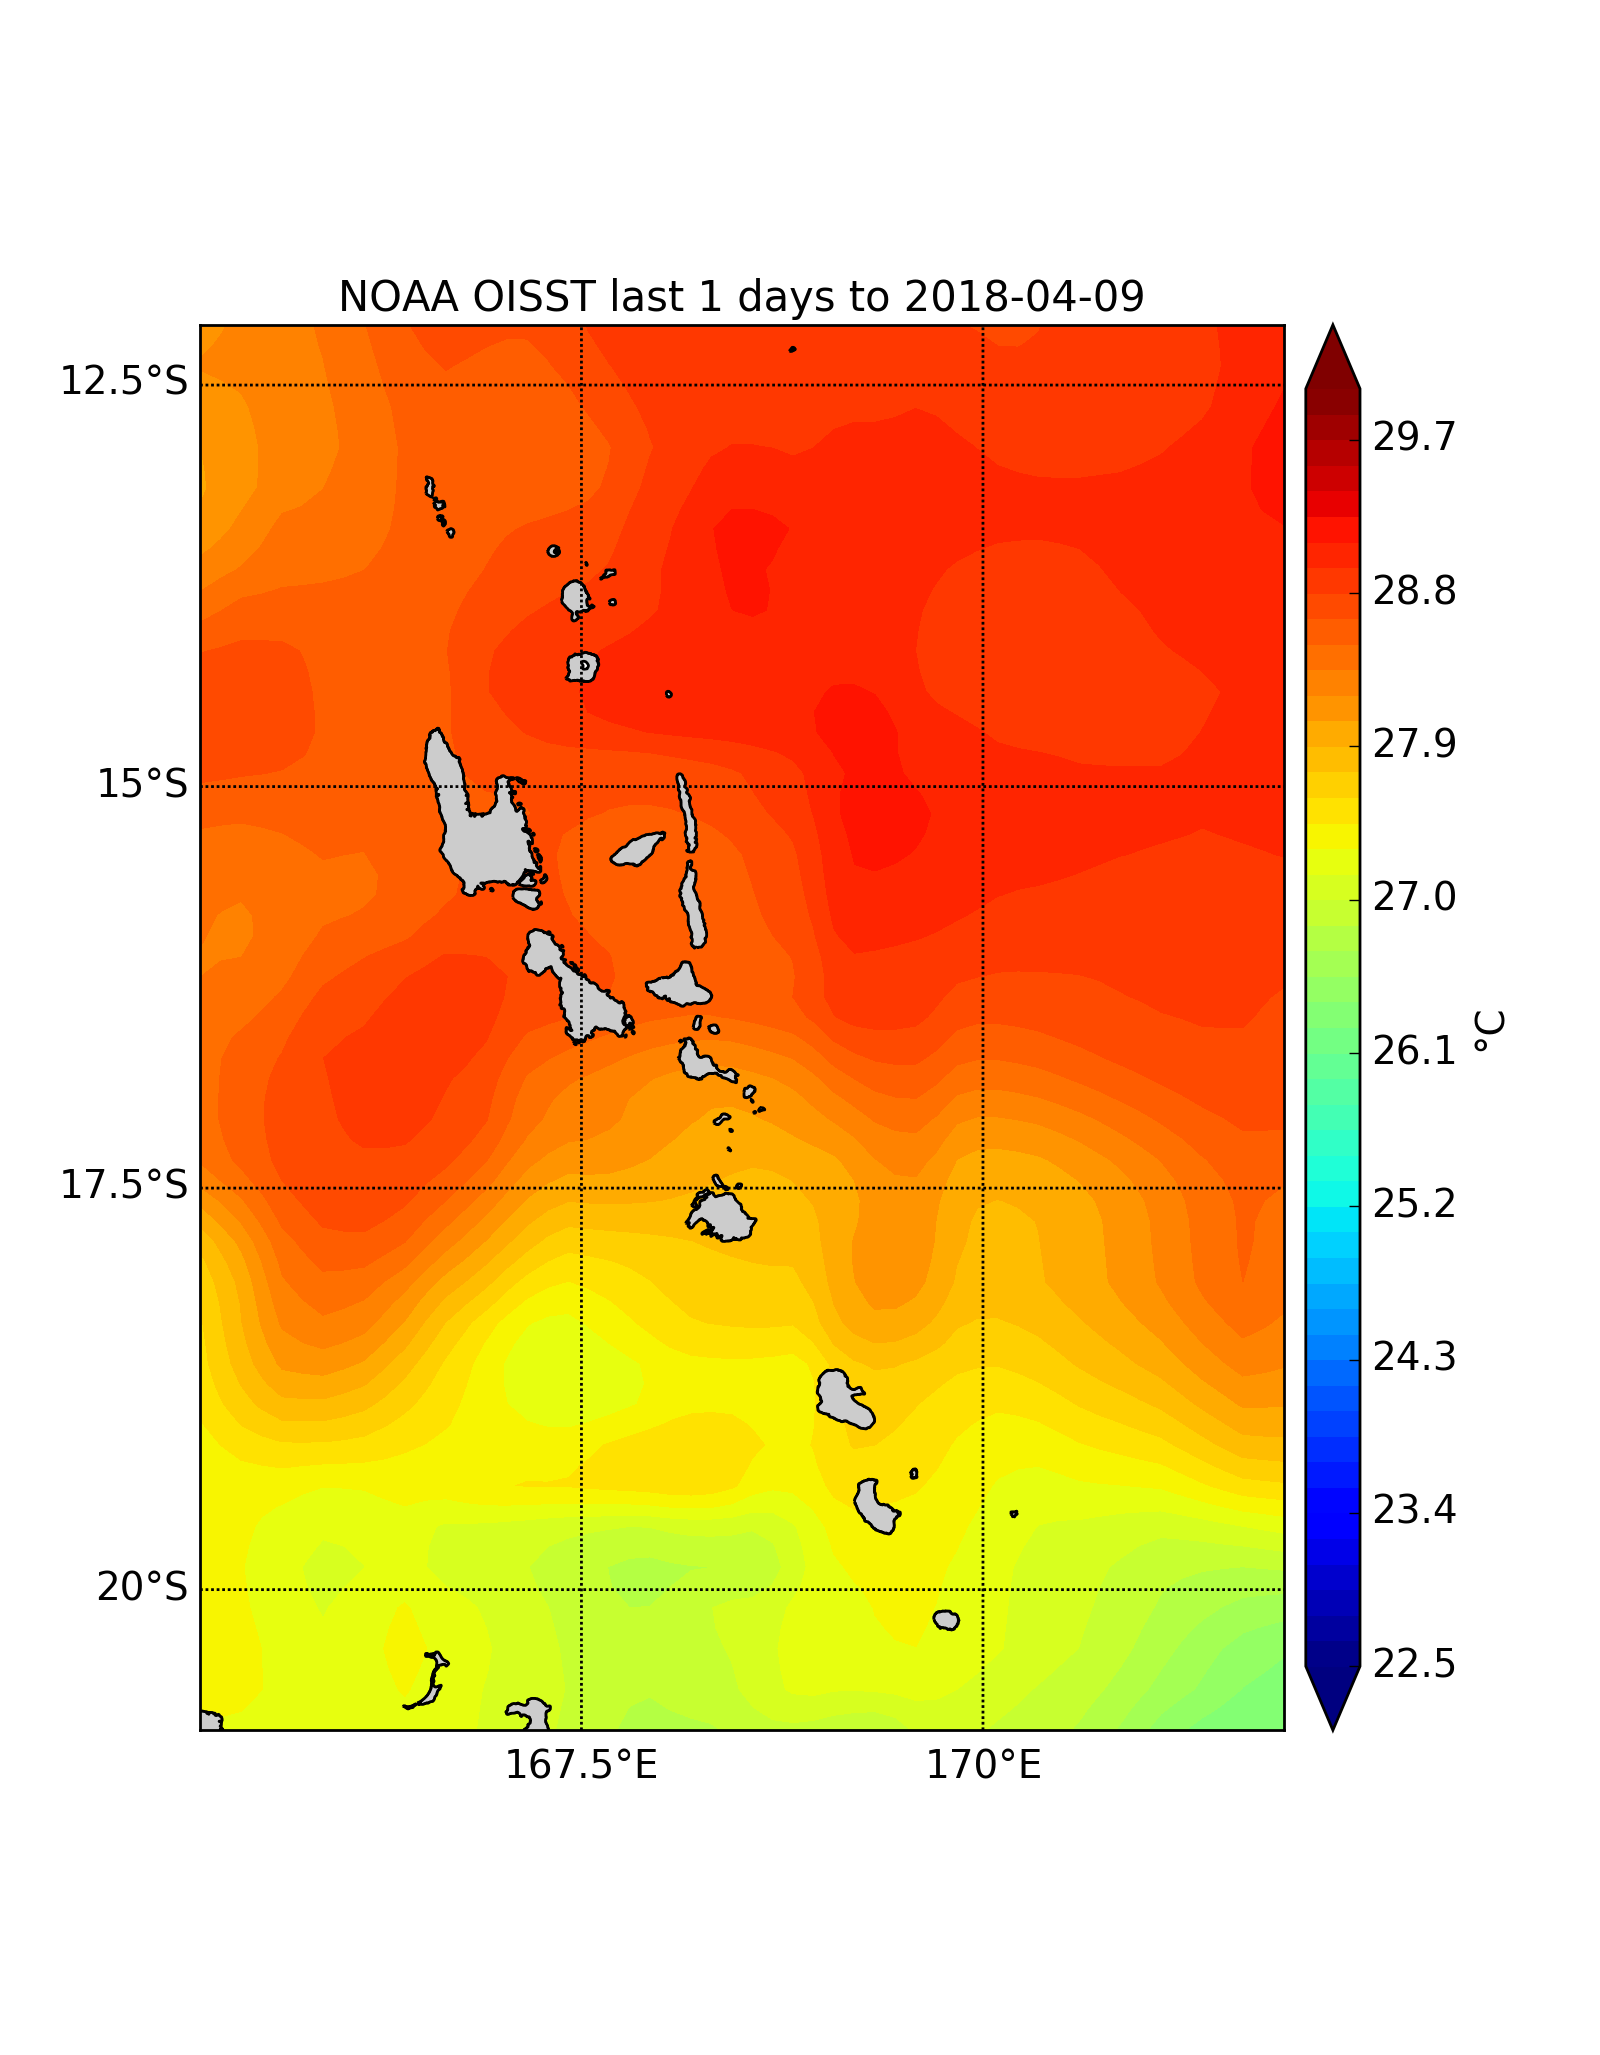 NOAA OISST last 1 days to 2018-04-09
12.5°S
15°S
17.5°S
20°S
167.5°E
170°E
29.7
28.8
27.9
27.0
26.1
25.2
24.3
23.4
22.5
°C